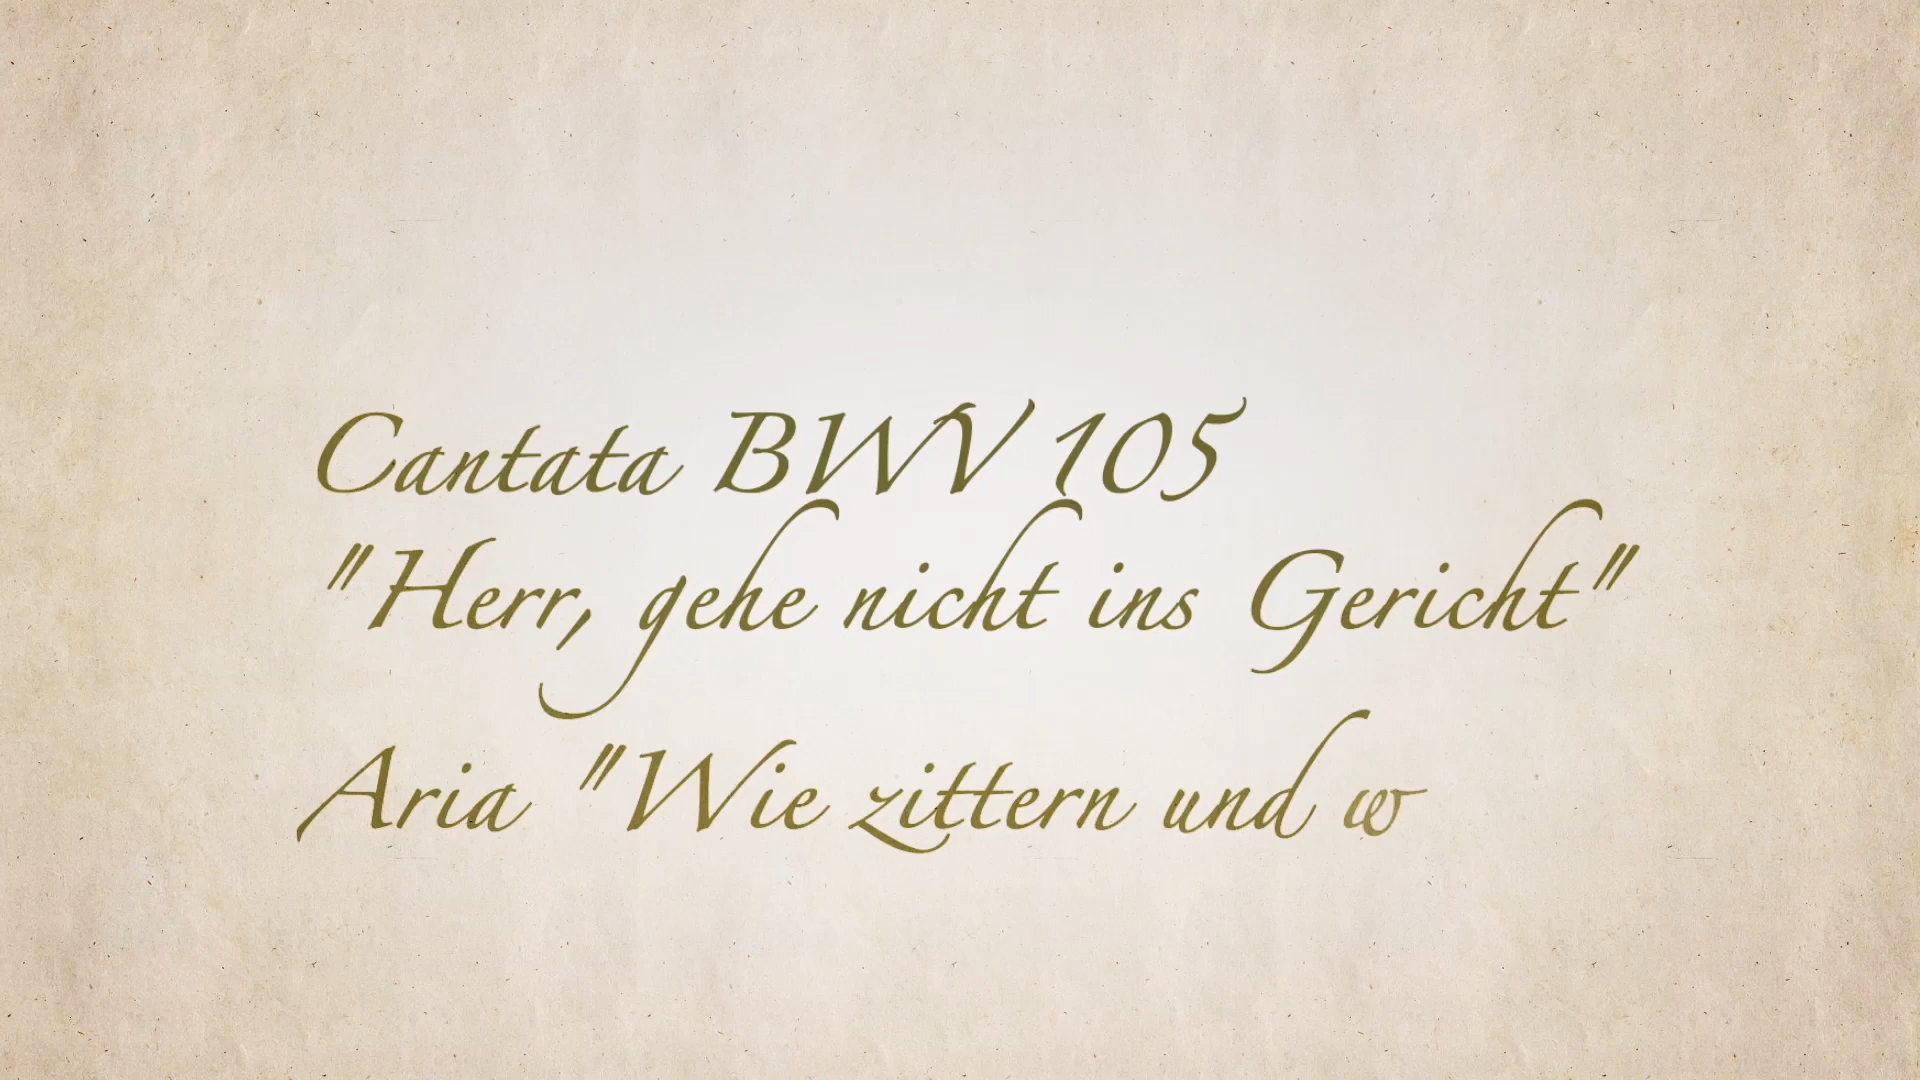 Cantata BWV 105
"Herr, gehe nicht ins Gericht"
Aria "Wie zittern und w